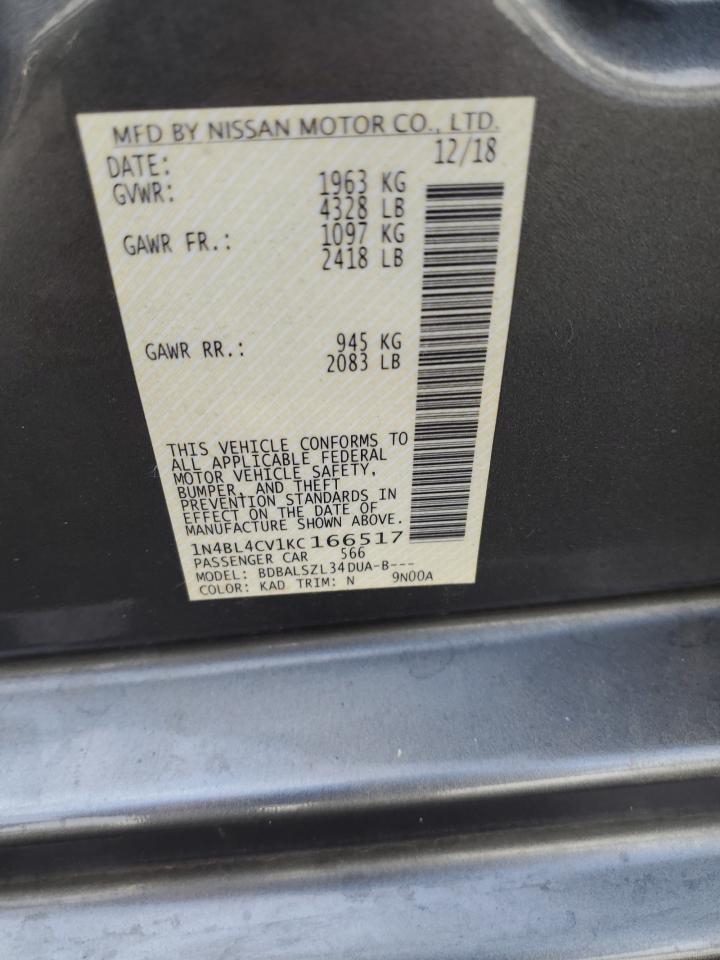 MFD BY NISSAN MOTOR CO., LTD.
DATE: 12/18
GVWR: 1963 KG
4328 LB
GAWR FR.: 1097 KG
2418 LB
GAWR RR.: 945 KG
2083 LB
THIS VEHICLE CONFORMS TO
ALL APPLICABLE FEDERAL
MOTOR VEHICLE SAFETY,
BUMPER, AND THEFT
PREVENTION STANDARDS IN
EFFECT ON THE DATE OF
MANUFACTURE SHOWN ABOVE.
1N4BL4CV1KC166517
PASSENGER CAR 566
MODEL: BDBALSZL34DUA-B---
COLOR: KAD TRIM: N 9N00A